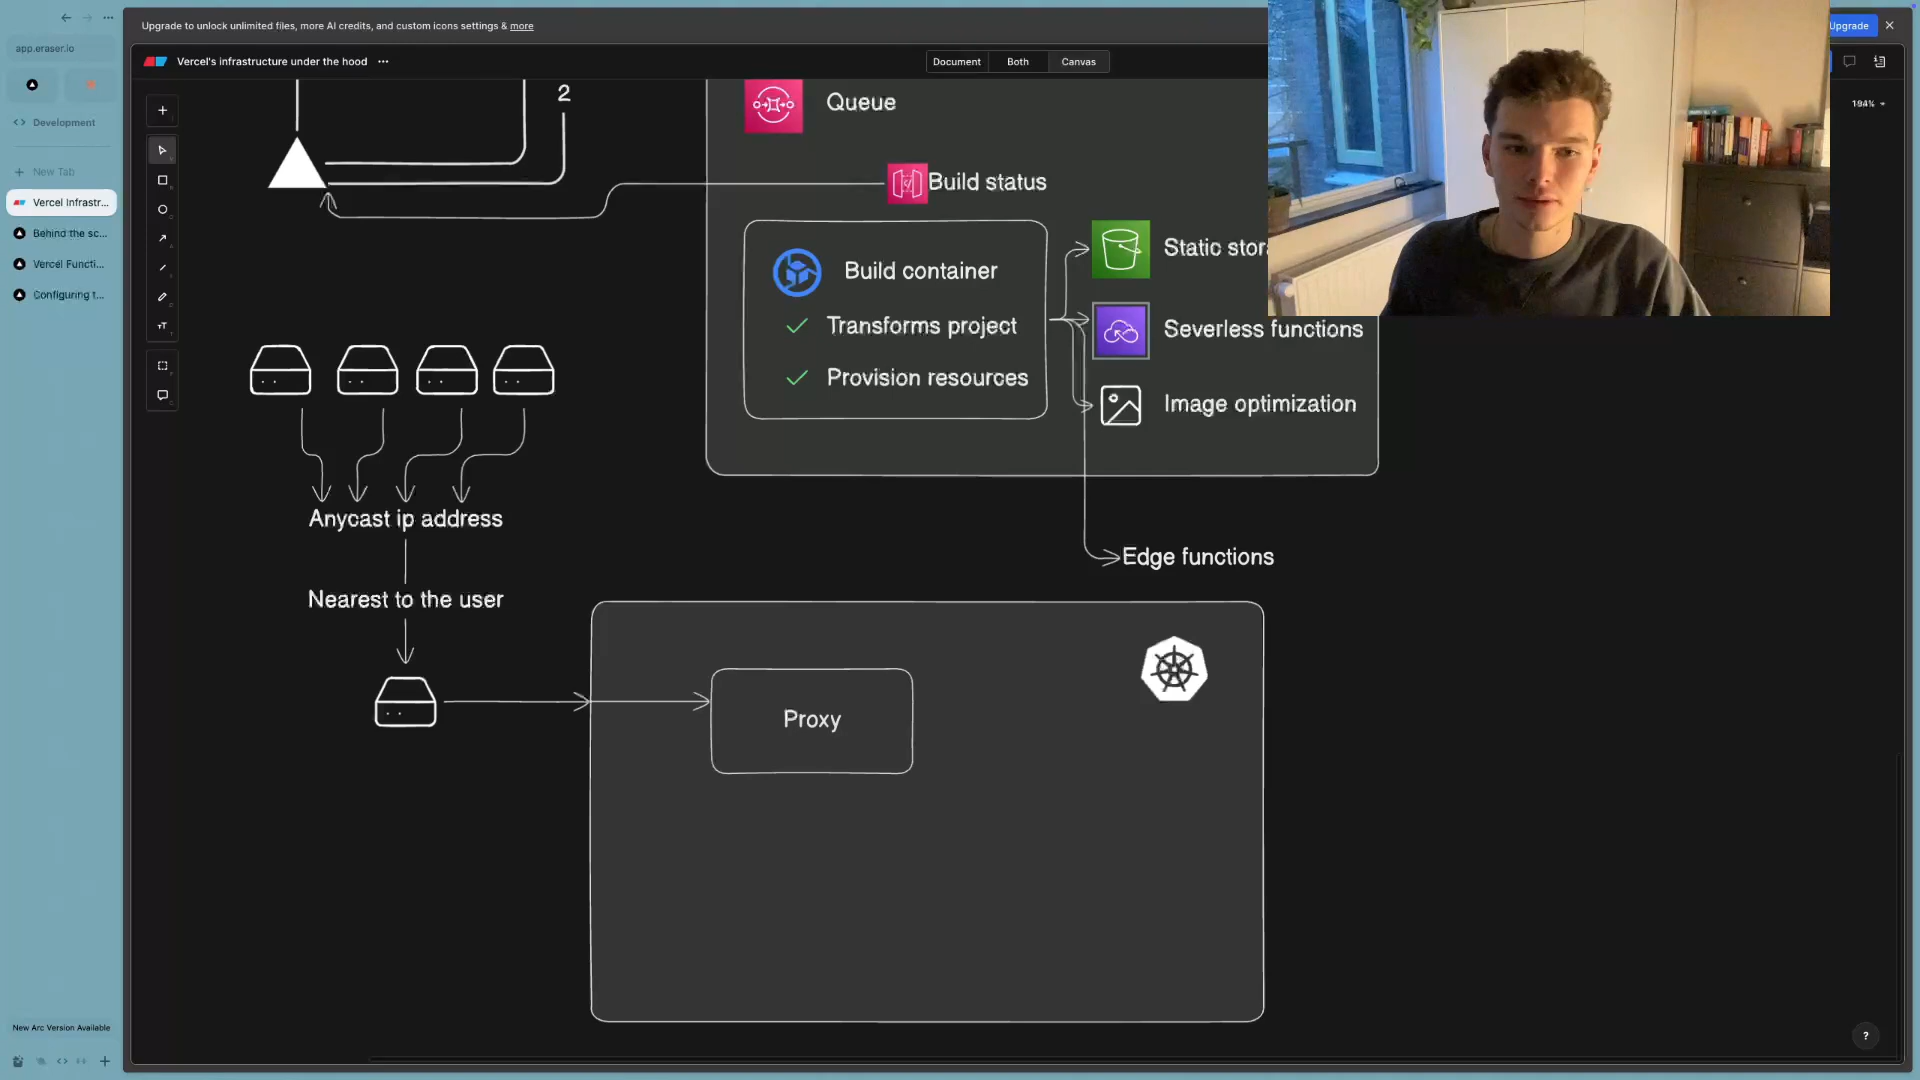 Upgrade to unlock unlimited files, more AI credits, and custom icons settings & more
Upgrade
app.eraser.io
Vercel's infrastructure under the hood
Document
Both
Canvas
194%
Development
New Tab
Vercel Infrastr...
Behind the sc...
Vercel Functi...
Configuring t...
2
Queue
Build status
Build container
Transforms project
Provision resources
Static stor
Severless functions
Image optimization
Anycast ip address
Nearest to the user
Edge functions
Proxy
New Arc Version Available
?